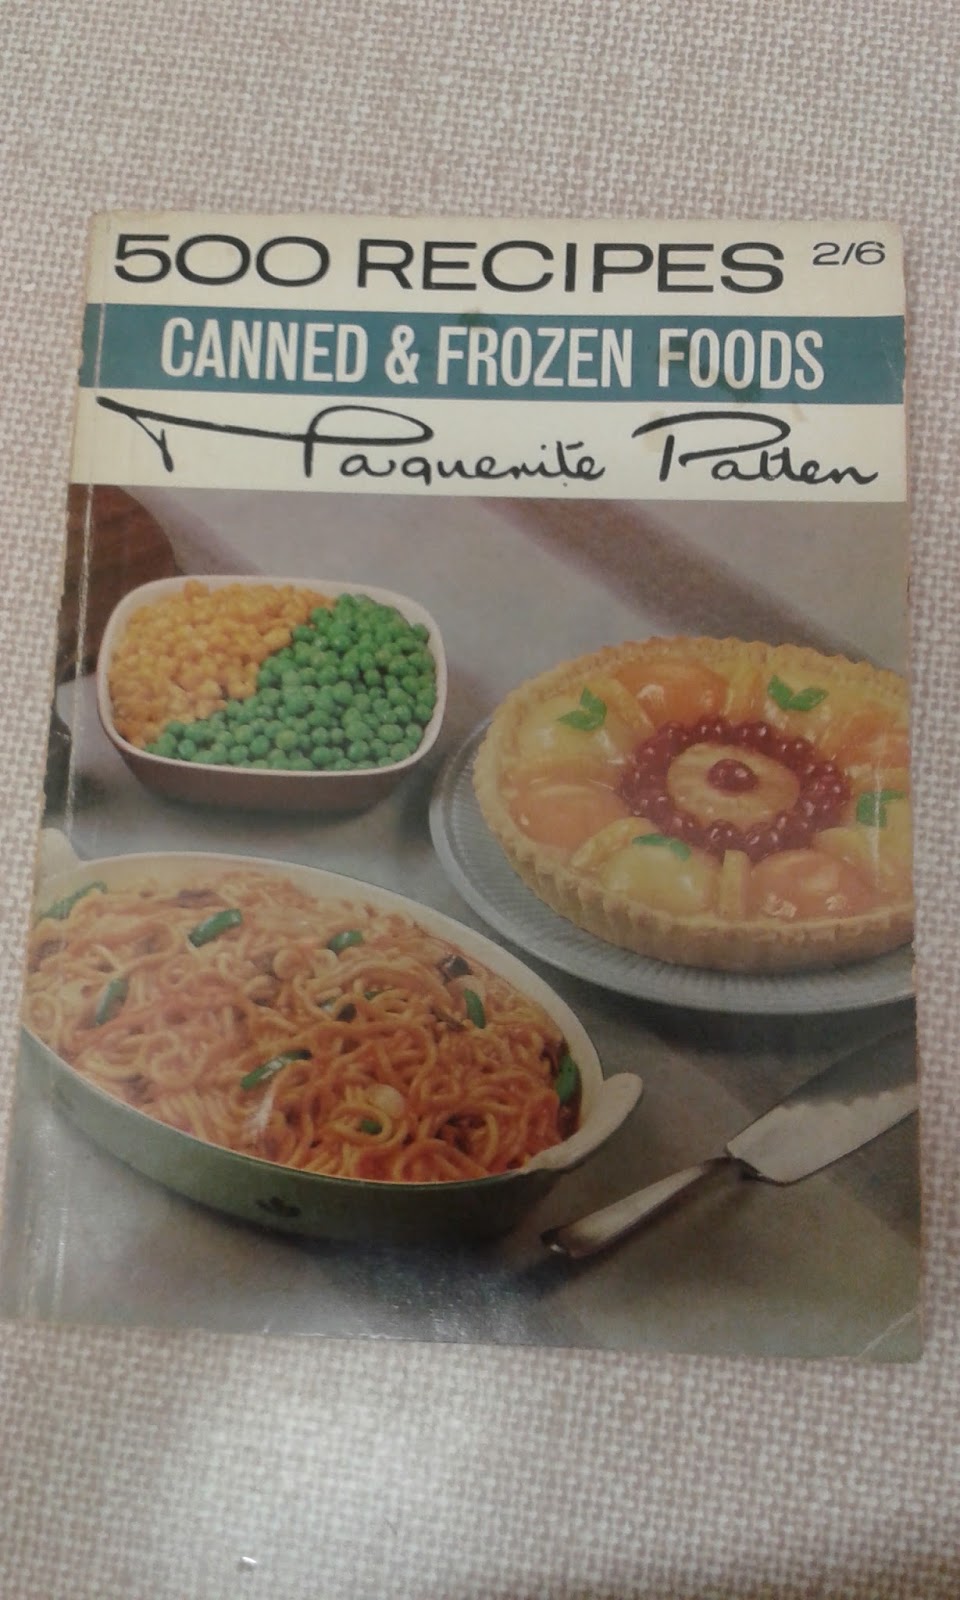 500 RECIPES 2/6
CANNED & FROZEN FOODS
Marguerite Patten